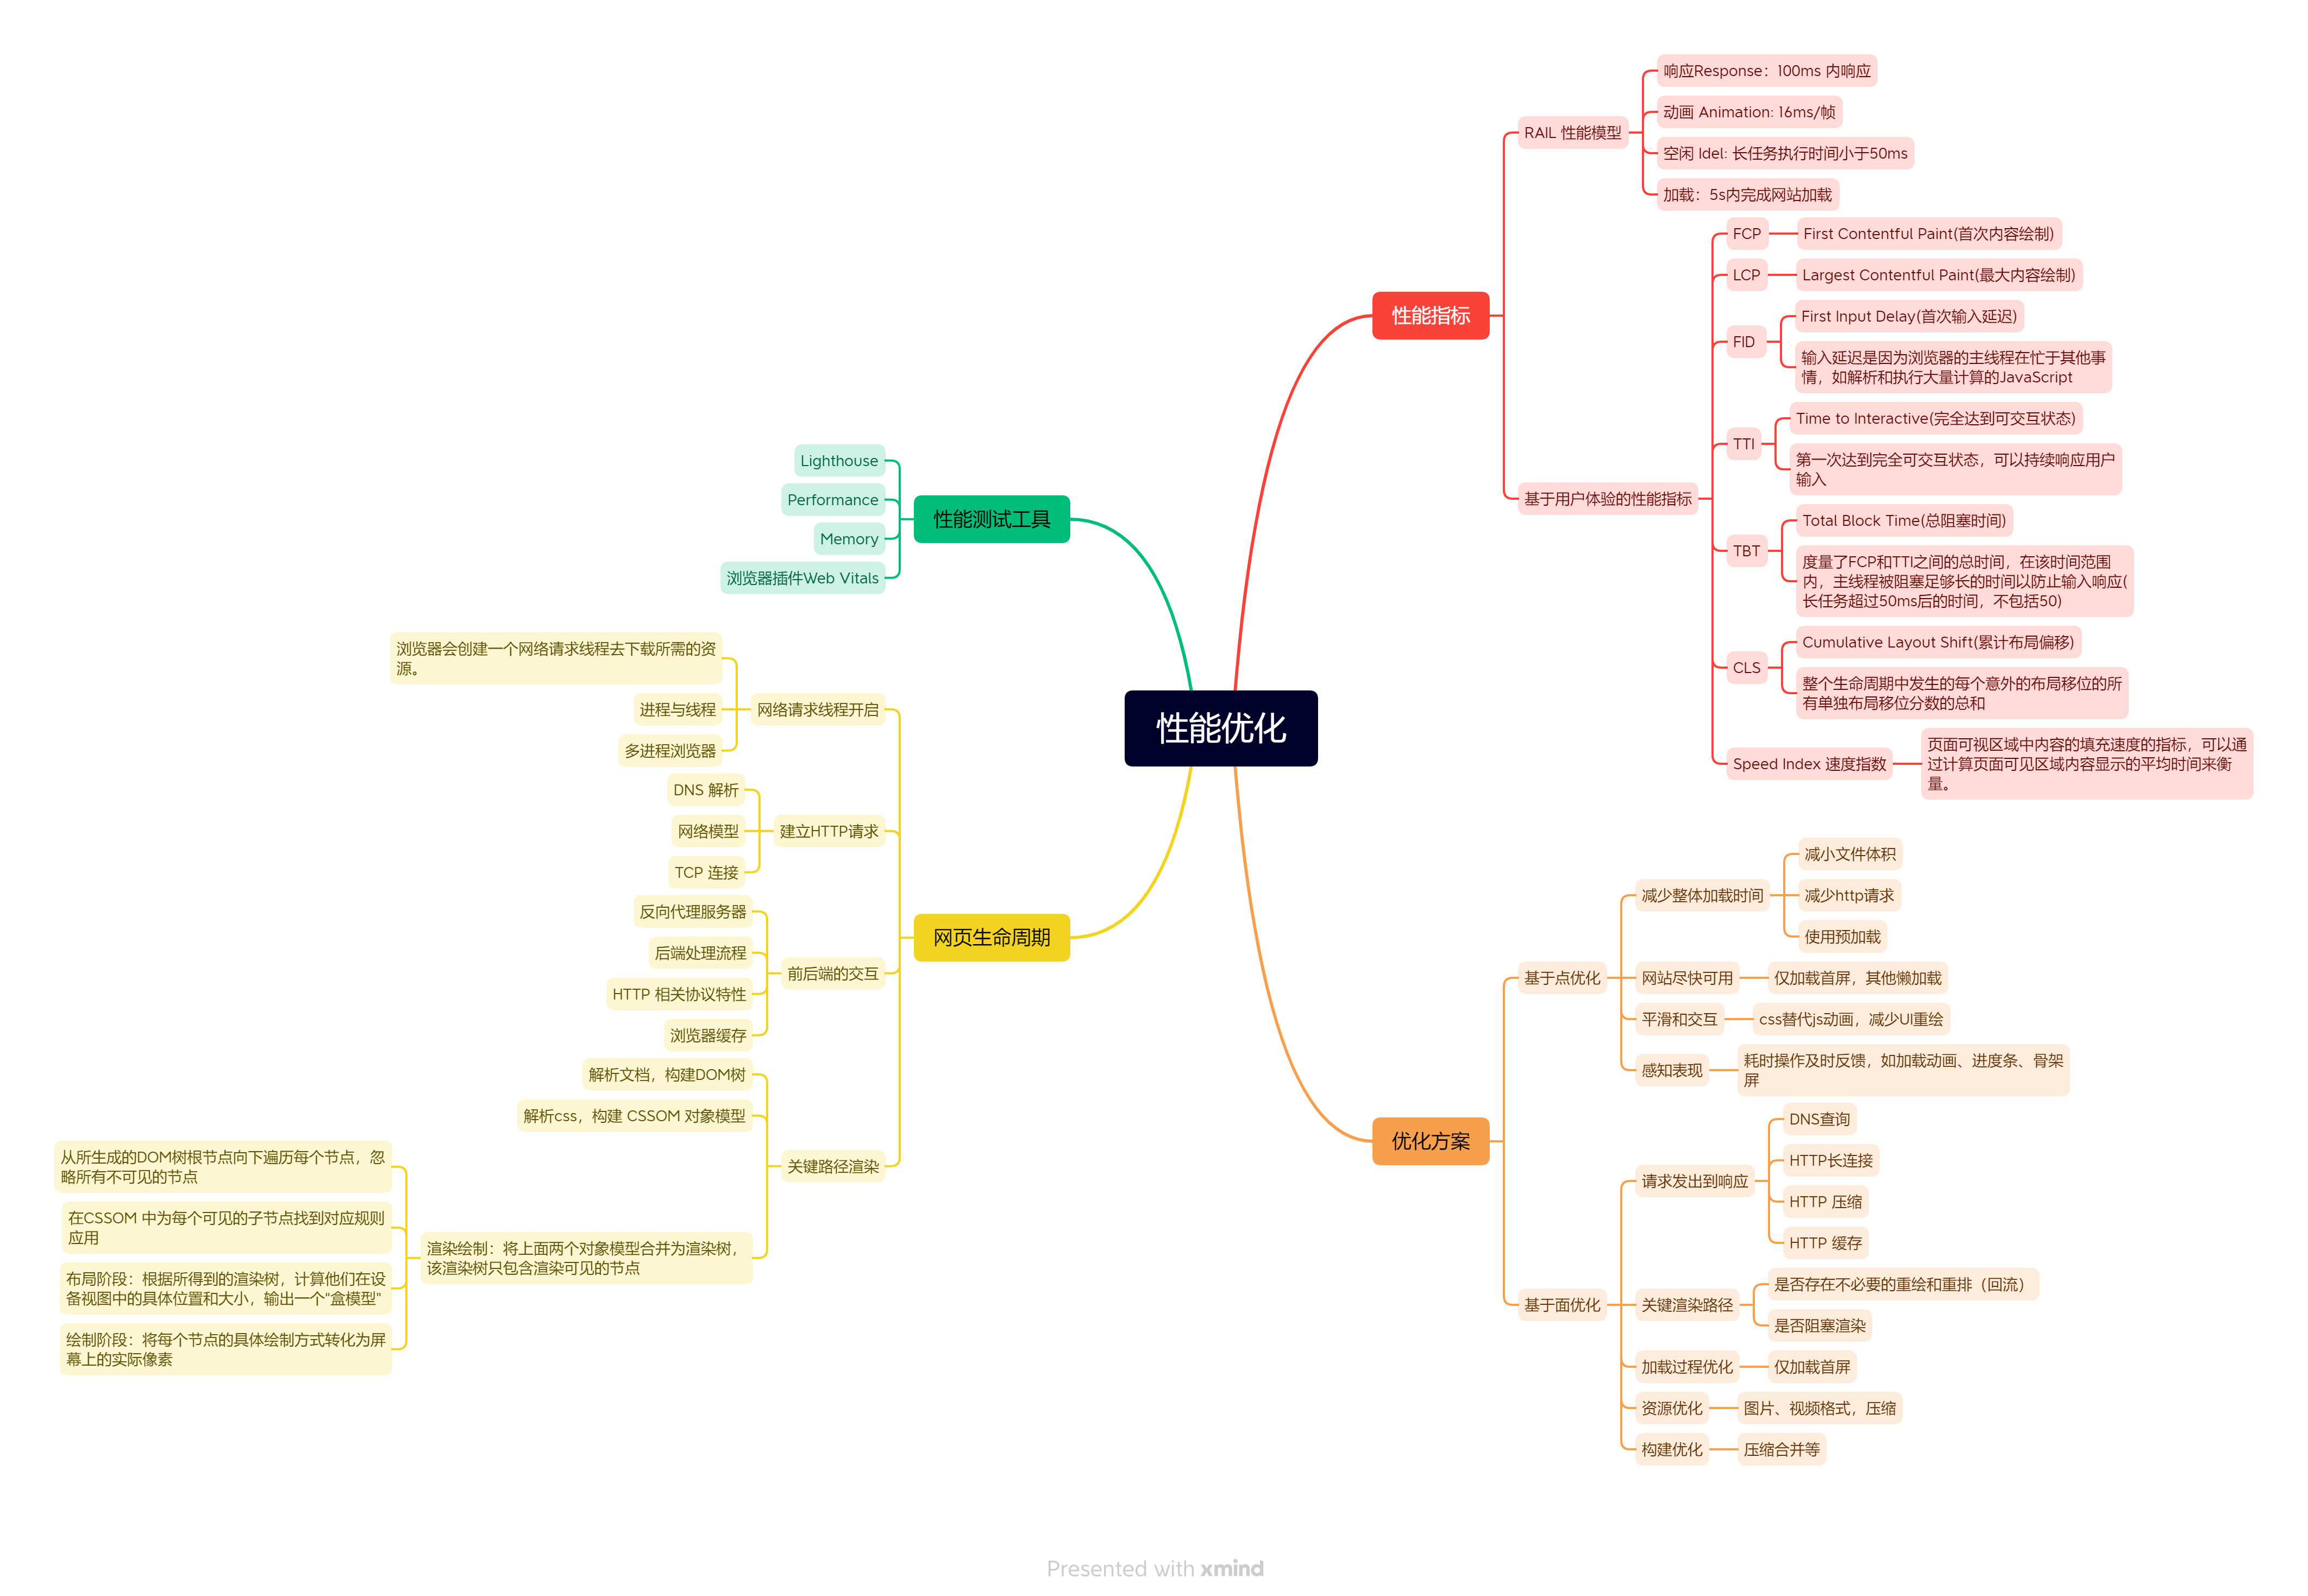 性能优化
性能指标
RAIL 性能模型
响应Response：100ms 内响应
动画 Animation: 16ms/帧
空闲 Idel: 长任务执行时间小于50ms
加载：5s内完成网站加载
基于用户体验的性能指标
FCP
First Contentful Paint(首次内容绘制)
LCP
Largest Contentful Paint(最大内容绘制)
FID
First Input Delay(首次输入延迟)
输入延迟是因为浏览器的主线程在忙于其他事
情，如解析和执行大量计算的JavaScript
TTI
Time to Interactive(完全达到可交互状态)
第一次达到完全可交互状态，可以持续响应用户
输入
TBT
Total Block Time(总阻塞时间)
度量了FCP和TTI之间的总时间，在该时间范围
内，主线程被阻塞足够长的时间以防止输入响应(
长任务超过50ms后的时间，不包括50)
CLS
Cumulative Layout Shift(累计布局偏移)
整个生命周期中发生的每个意外的布局移位的所
有单独布局移位分数的总和
Speed Index 速度指数
页面可视区域中内容的填充速度的指标，可以通
过计算页面可见区域内容显示的平均时间来衡
量。
优化方案
基于点优化
减少整体加载时间
减小文件体积
减少http请求
使用预加载
网站尽快可用
仅加载首屏，其他懒加载
平滑和交互
css替代js动画，减少UI重绘
感知表现
耗时操作及时反馈，如加载动画、进度条、骨架
屏
基于面优化
请求发出到响应
DNS查询
HTTP长连接
HTTP 压缩
HTTP 缓存
关键渲染路径
是否存在不必要的重绘和重排（回流）
是否阻塞渲染
加载过程优化
仅加载首屏
资源优化
图片、视频格式，压缩
构建优化
压缩合并等
性能测试工具
Lighthouse
Performance
Memory
浏览器插件Web Vitals
网页生命周期
网络请求线程开启
浏览器会创建一个网络请求线程去下载所需的资
源。
进程与线程
多进程浏览器
建立HTTP请求
DNS 解析
网络模型
TCP 连接
前后端的交互
反向代理服务器
后端处理流程
HTTP 相关协议特性
浏览器缓存
关键路径渲染
解析文档，构建DOM树
解析css，构建 CSSOM 对象模型
渲染绘制：将上面两个对象模型合并为渲染树，
该渲染树只包含渲染可见的节点
从所生成的DOM树根节点向下遍历每个节点，忽
略所有不可见的节点
在CSSOM 中为每个可见的子节点找到对应规则
应用
布局阶段：根据所得到的渲染树，计算他们在设
备视图中的具体位置和大小，输出一个“盒模型”
绘制阶段：将每个节点的具体绘制方式转化为屏
幕上的实际像素
Presented with xmind